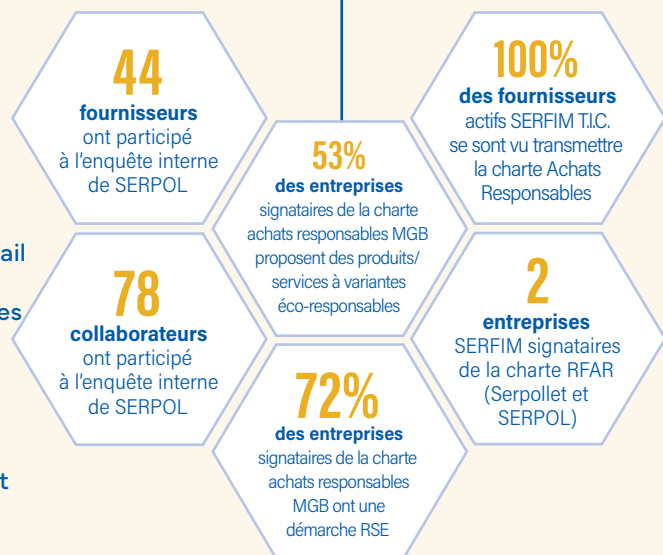 44
fournisseurs
ont participé
à l'enquête interne
de SERPOL
100%
des fournisseurs
actifs SERFIM T.I.C.
se sont vu transmettre
la charte Achats
Responsables
53%
des entreprises
signataires de la charte
achats responsables MGB
proposent des produits/
services à variantes
éco-responsables
78
collaborateurs
ont participé
à l'enquête interne
de SERPOL
2
entreprises
SERFIM signataires
de la charte RFAR
(Serpollet et
SERPOL)
72%
des entreprises
signataires de la charte
achats responsables
MGB ont une
démarche RSE